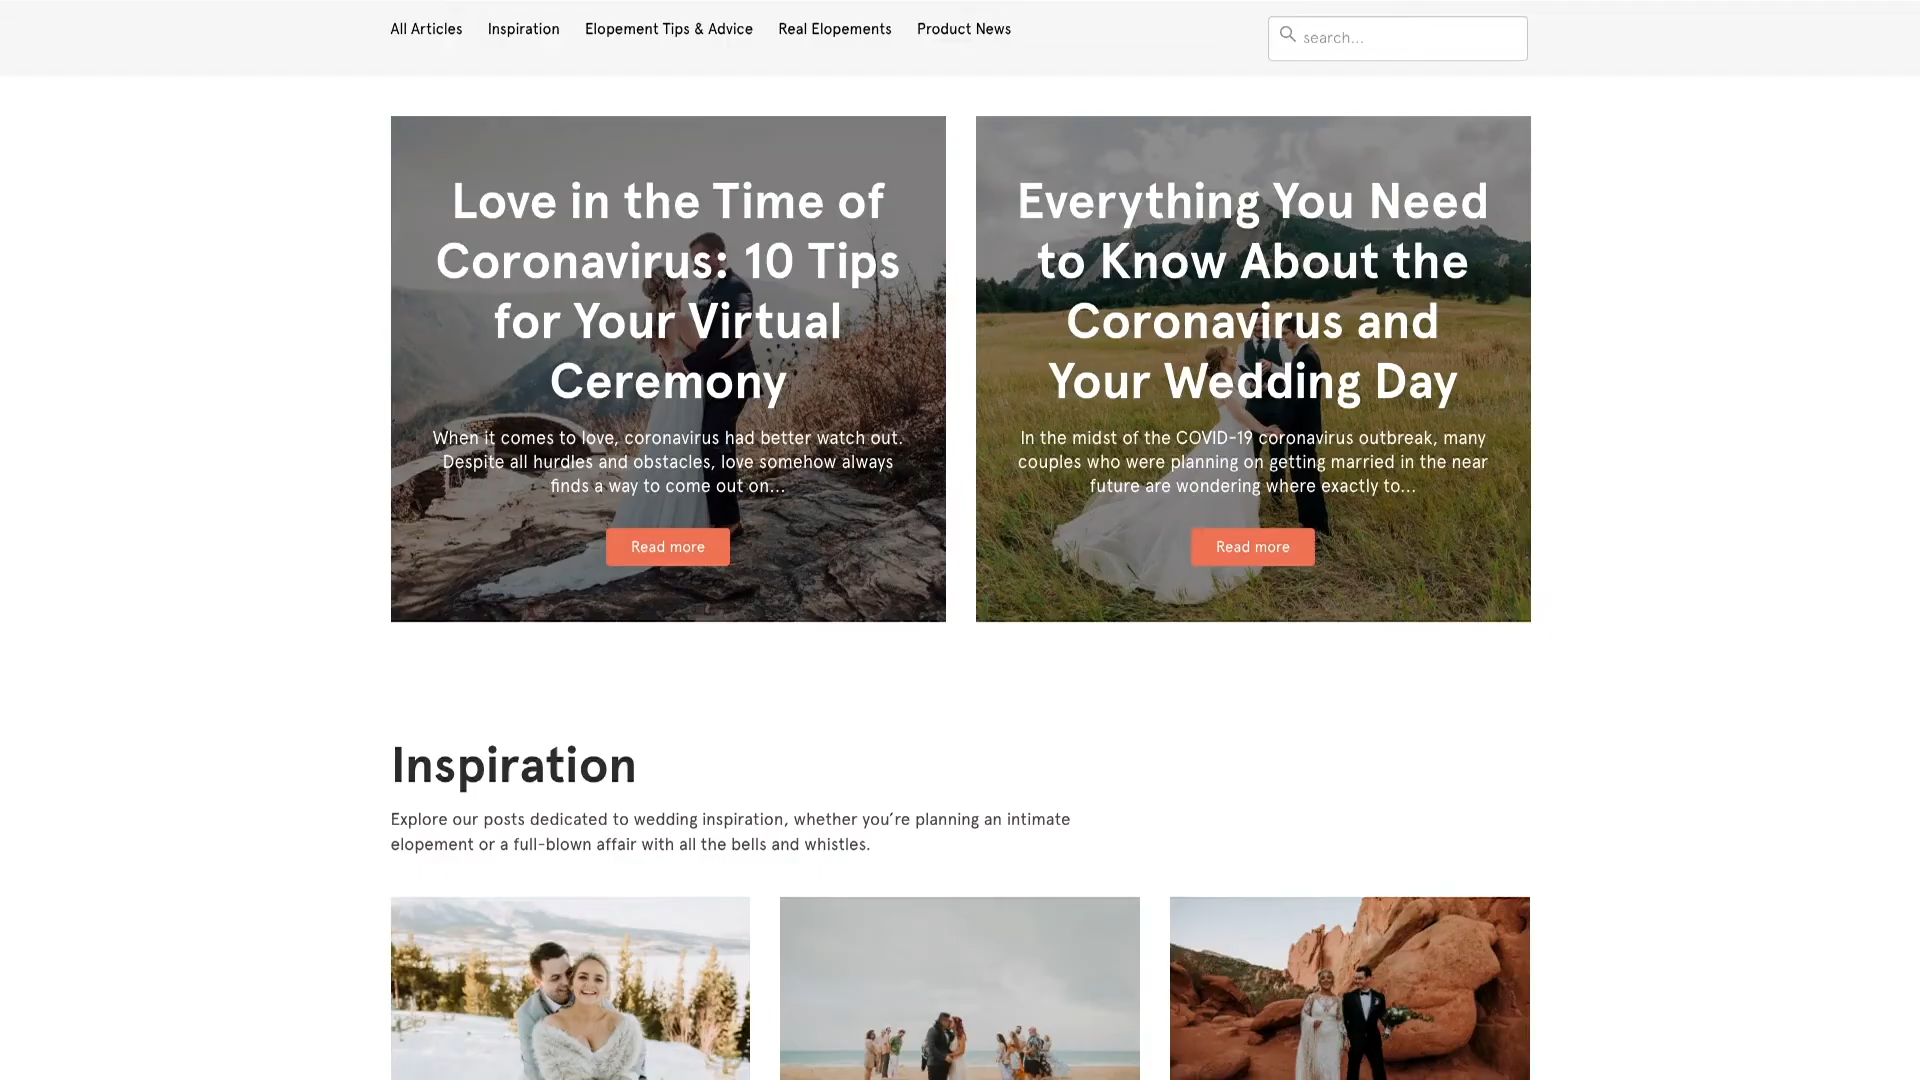 All Articles Inspiration Elopement Tips & Advice Real Elopements Product News search...
Love in the Time of
Coronavirus: 10 Tips
for Your Virtual
Ceremony
When it comes to love, coronavirus had better watch out.
Despite all hurdles and obstacles, love somehow always
finds a way to come out on...
Read more
Everything You Need
to Know About the
Coronavirus and
Your Wedding Day
In the midst of the COVID-19 coronavirus outbreak, many
couples who were planning on getting married in the near
future are wondering where exactly to...
Read more
Inspiration
Explore our posts dedicated to wedding inspiration, whether you’re planning an intimate
elopement or a full-blown affair with all the bells and whistles.